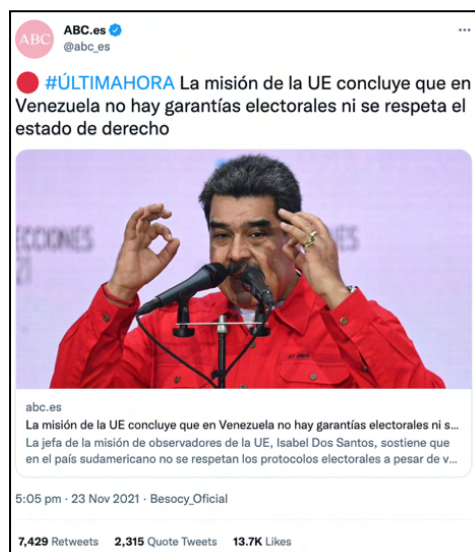 ABC
ABC.es
@abc_es
#ÚLTIMAHORA La misión de la UE concluye que en
Venezuela no hay garantías electorales ni se respeta el
estado de derecho
ECCIONES
21
ES
abc.es
La misión de la UE concluye que en Venezuela no hay garantías electorales ni s...
La jefa de la misión de observadores de la UE, Isabel Dos Santos, sostiene que
en el país sudamericano no se respetan los protocolos electorales a pesar de v...
5:05 pm · 23 Nov 2021 · Besocy_Oficial
7,429 Retweets 2,315 Quote Tweets 13.7K Likes